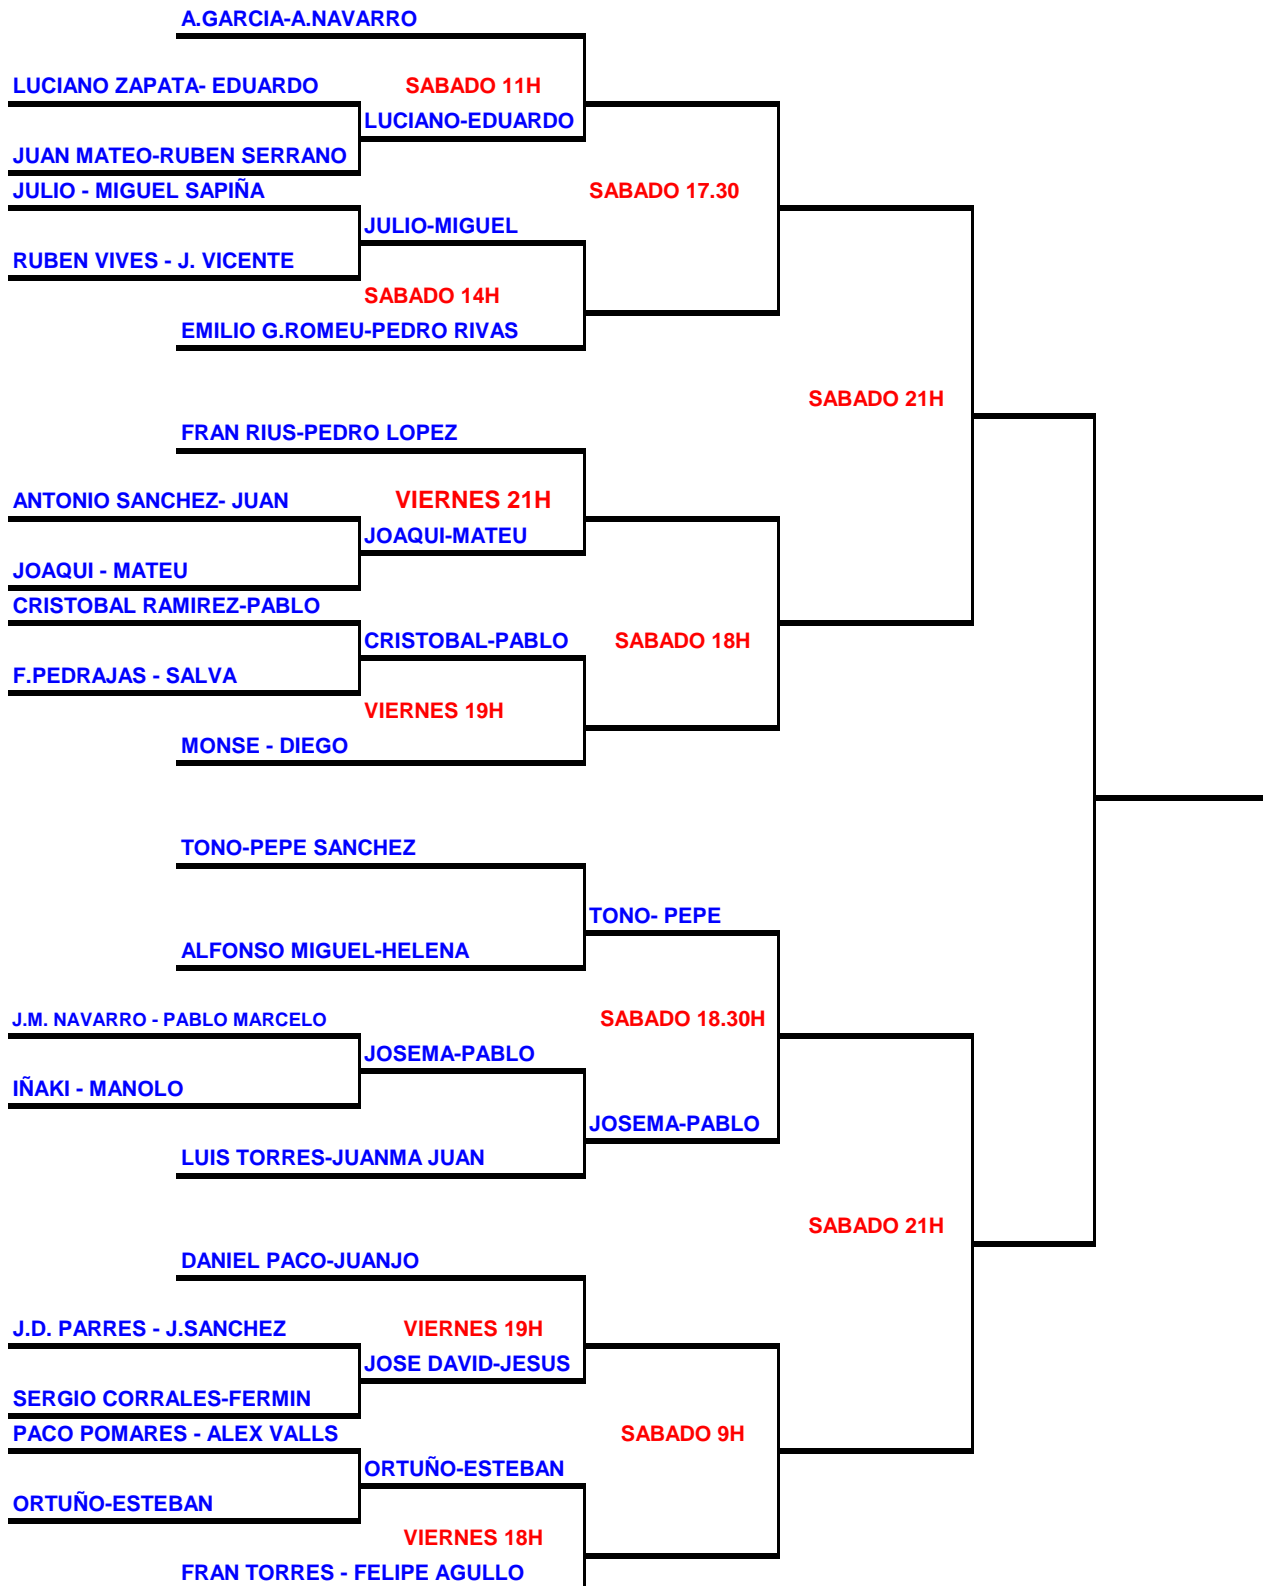 A.GARCIA-A.NAVARRO
LUCIANO ZAPATA- EDUARDO
SABADO 11H
LUCIANO-EDUARDO
JUAN MATEO-RUBEN SERRANO
JULIO - MIGUEL SAPIÑA
SABADO 17.30
JULIO-MIGUEL
RUBEN VIVES - J. VICENTE
SABADO 14H
EMILIO G.ROMEU-PEDRO RIVAS
SABADO 21H
FRAN RIUS-PEDRO LOPEZ
ANTONIO SANCHEZ- JUAN
VIERNES 21H
JOAQUI-MATEU
JOAQUI - MATEU
CRISTOBAL RAMIREZ-PABLO
CRISTOBAL-PABLO
SABADO 18H
F.PEDRAJAS - SALVA
VIERNES 19H
MONSE - DIEGO
TONO-PEPE SANCHEZ
TONO- PEPE
ALFONSO MIGUEL-HELENA
J.M. NAVARRO - PABLO MARCELO
SABADO 18.30H
JOSEMA-PABLO
IÑAKI - MANOLO
JOSEMA-PABLO
LUIS TORRES-JUANMA JUAN
SABADO 21H
DANIEL PACO-JUANJO
J.D. PARRES - J.SANCHEZ
VIERNES 19H
JOSE DAVID-JESUS
SERGIO CORRALES-FERMIN
PACO POMARES - ALEX VALLS
SABADO 9H
ORTUÑO-ESTEBAN
ORTUÑO-ESTEBAN
VIERNES 18H
FRAN TORRES - FELIPE AGULLO